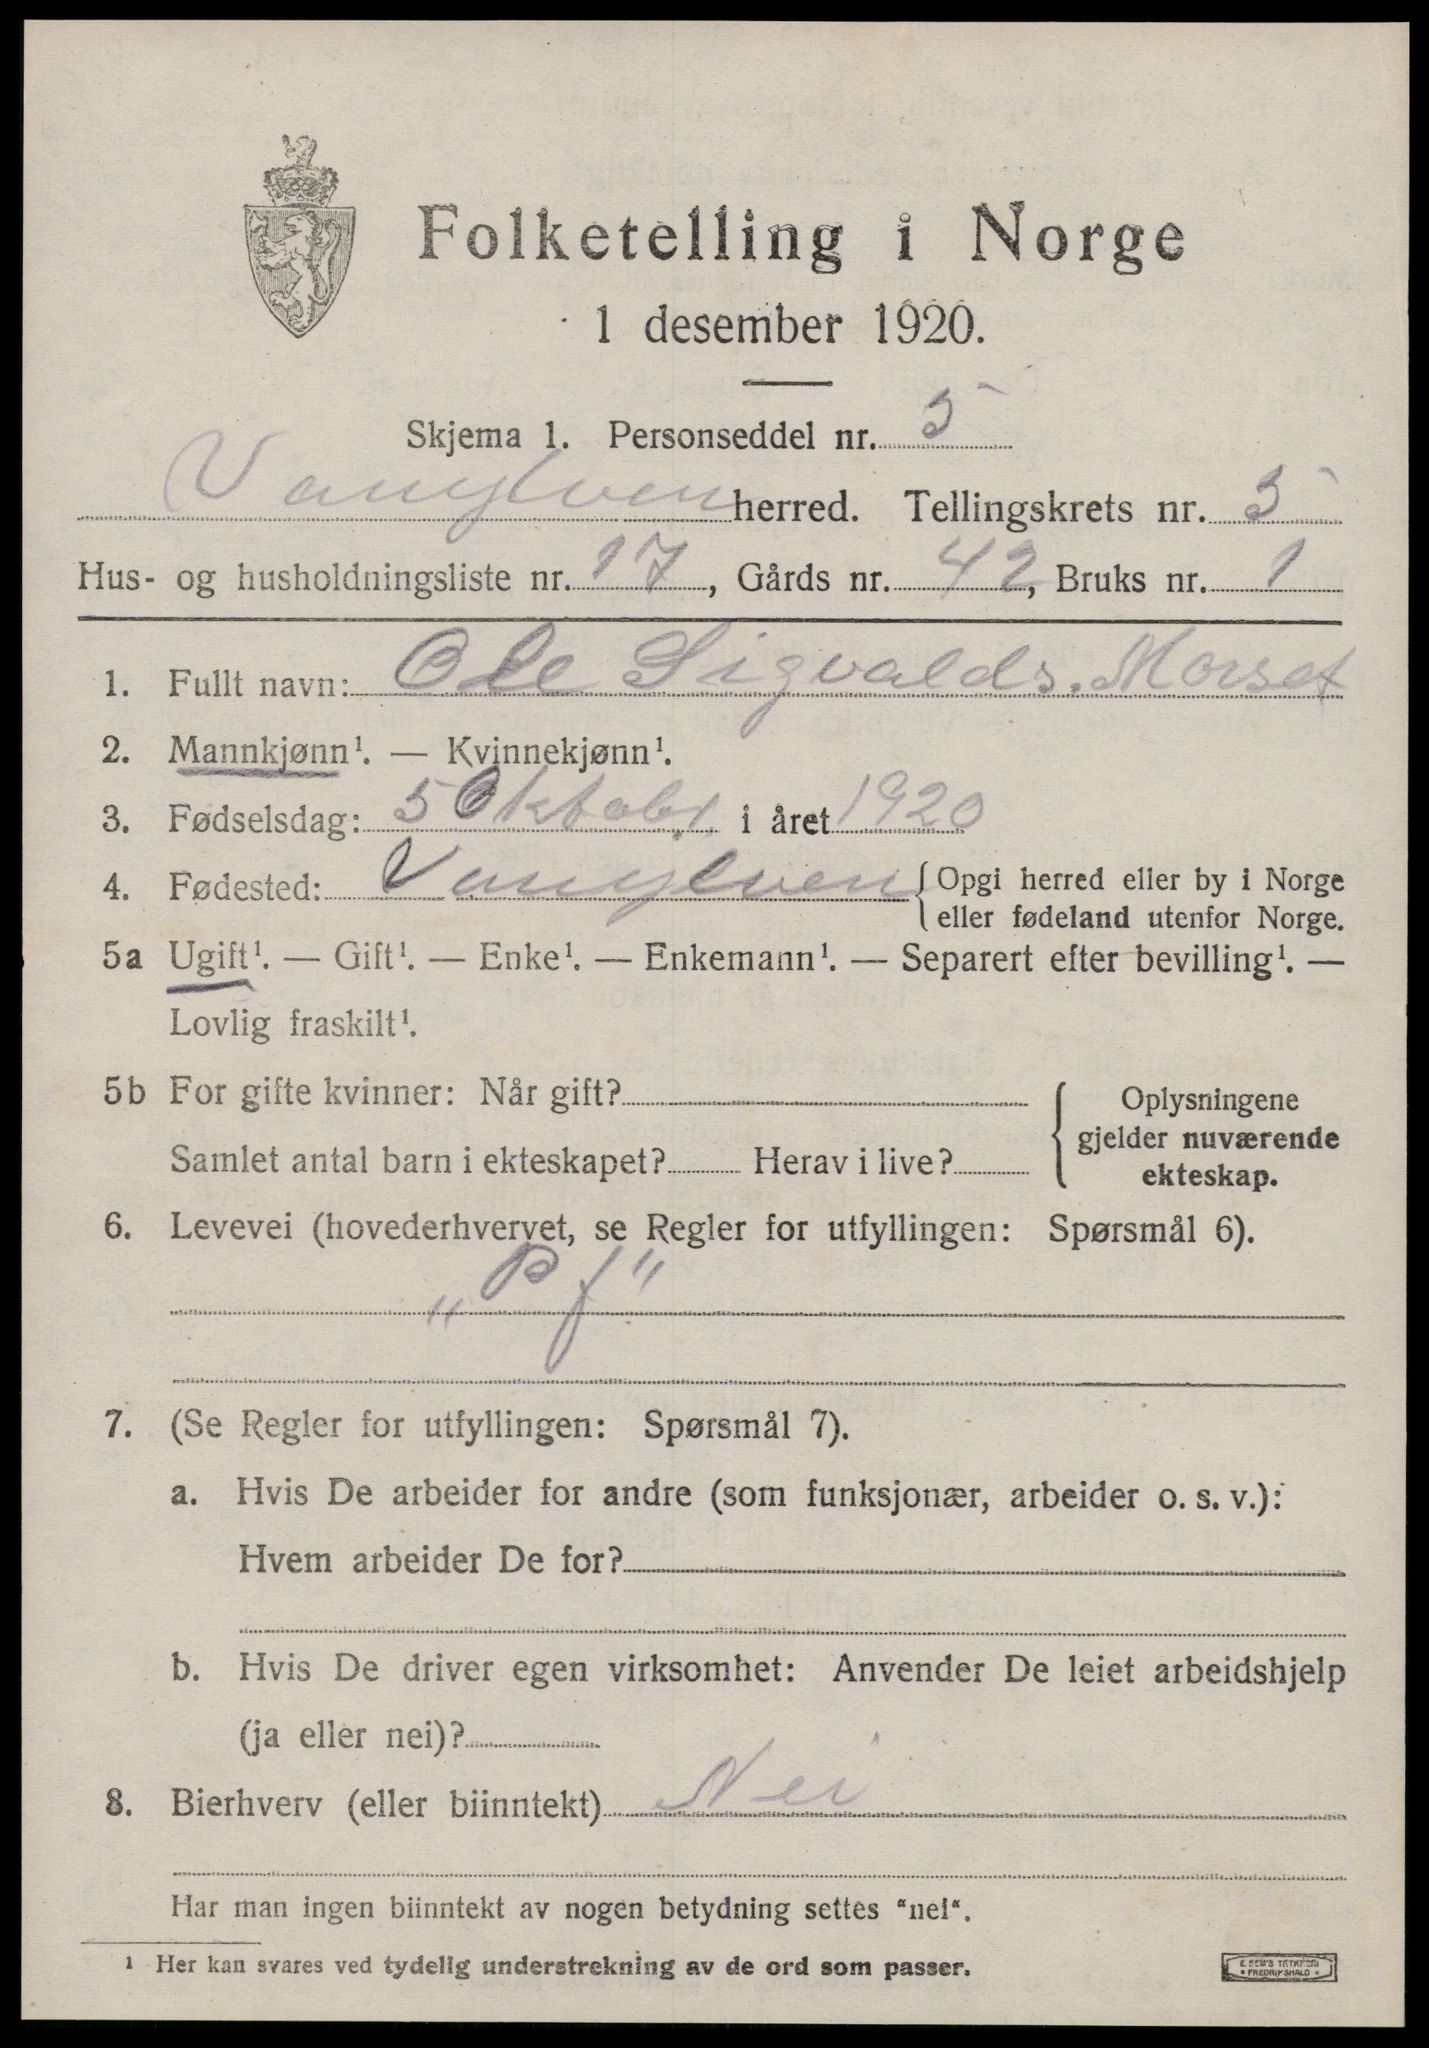 Folketelling i Norge
1 desember 1920.
Skjema 1. Personseddel nr. 5
Vanylven herred. Tellingskrets nr. 5
Hus- og husholdningsliste nr. 17, Gårds nr. 42, Bruks nr. 1
1. Fullt navn: Ole Sigvalds. Morset
2. Mannkjønn¹. — Kvinnekjønn¹.
3. Fødselsdag: 5 Oktobr. i året 1920
4. Fødested: Vanylven { Opgi herred eller by i Norge
eller fødeland utenfor Norge.
5a Ugift¹. — Gift¹. — Enke¹. — Enkemann¹. — Separert efter bevilling¹. —
Lovlig fraskilt¹.
5b For gifte kvinner: Når gift? { Oplysningene
gjelder nuværende
Samlet antal barn i ekteskapet? Herav i live?
ekteskap.
6. Levevei (hovederhvervet, se Regler for utfyllingen: Spørsmål 6).
„Pf"
7. (Se Regler for utfyllingen: Spørsmål 7).
a. Hvis De arbeider for andre (som funksjonær, arbeider o. s. v.):
Hvem arbeider De for?
b. Hvis De driver egen virksomhet: Anvender De leiet arbeidshjelp
(ja eller nei)?
8. Bierhverv (eller biinntekt) Nei
Har man ingen biinntekt av nogen betydning settes “nei“.
¹ Her kan svares ved tydelig understrekning av de ord som passer.
E. SEM'S TRYKKERI
• FREDRIKSHALD •